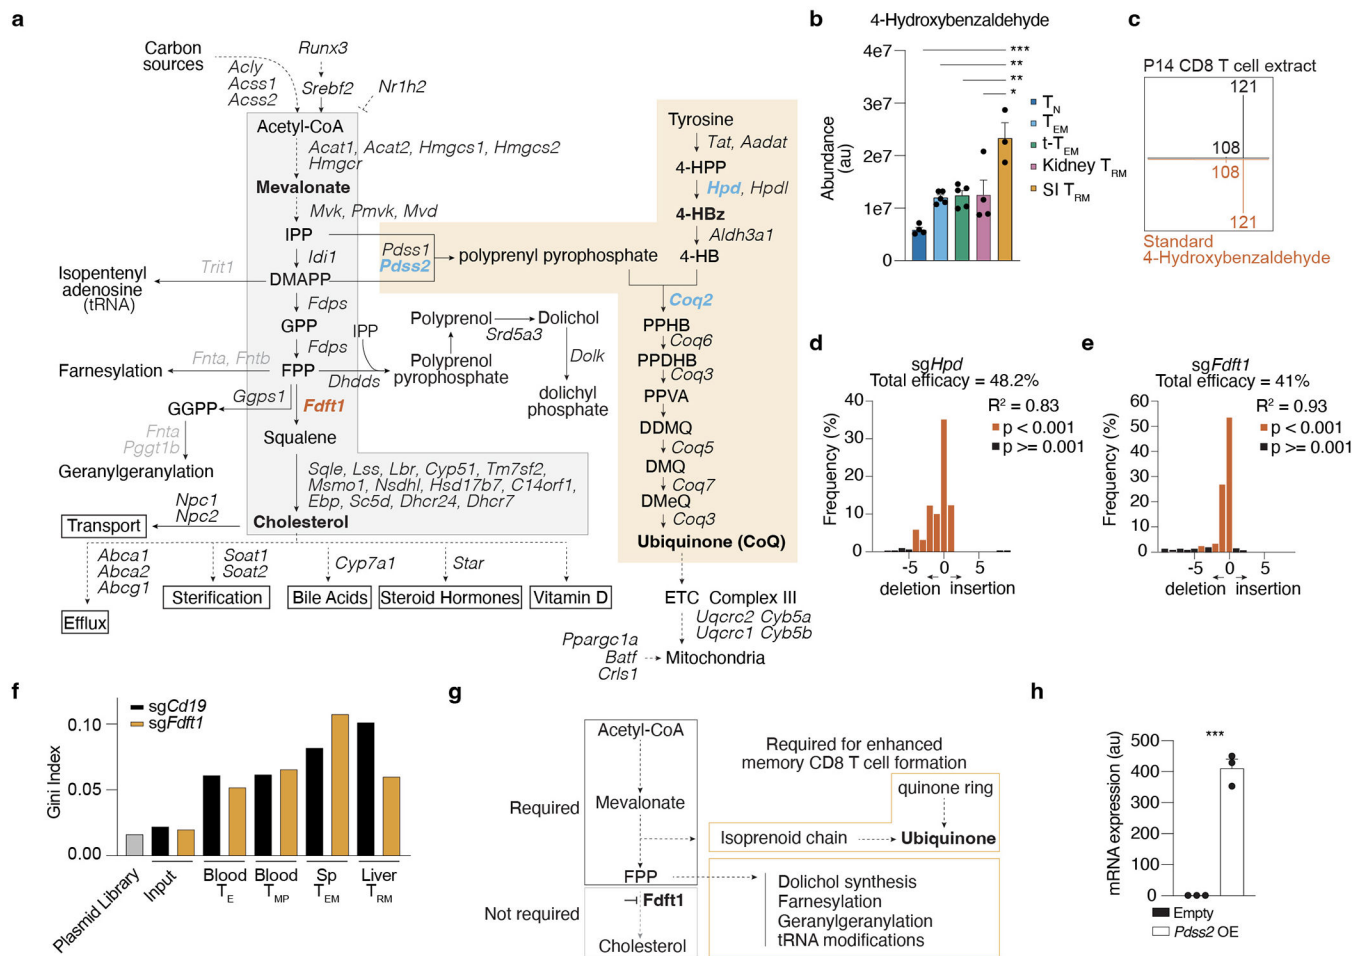 a
Carbon
sources
Acly
Acss1
Acss2
Runx3
Srebf2
Nr1h2
Acetyl-CoA
Acat1, Acat2, Hmgcs1, Hmgcs2
Hmgcr
Mevalonate
Mvk, Pmvk, Mvd
IPP
Idi1
Isopentenyl
adenosine
(tRNA)
Trit1
DMAPP
Fdps
GPP
IPP
Fdps
Farnesylation
Fnta, Fntb
FPP
Dhdds
Polyprenol
pyrophosphate
Polyprenol
Srd5a3
Dolichol
Dolk
dolichyl
phosphate
Ggps1
GGPP
Fdft1
Fnta
Pggt1b
Geranylgeranylation
Squalene
Sqle, Lss, Lbr, Cyp51, Tm7sf2,
Msmo1, Nsdhl, Hsd17b7, C14orf1,
Ebp, Sc5d, Dhcr24, Dhcr7
Npc1
Npc2
Transport
Cholesterol
Abca1
Abca2
Abcg1
Soat1
Soat2
Cyp7a1
Star
Efflux
Sterification
Bile Acids
Steroid Hormones
Vitamin D
Tyrosine
Tat, Aadat
4-HPP
Hpd, Hpdl
4-HBz
Aldh3a1
Pdss1
Pdss2
polyprenyl pyrophosphate
4-HB
Coq2
PPHB
Coq6
PPDHB
Coq3
PPVA
DDMQ
Coq5
DMQ
Coq7
DMeQ
Coq3
Ubiquinone (CoQ)
ETC Complex III
Uqcrc2 Cyb5a
Uqcrc1 Cyb5b
Ppargc1a
Batf
Crls1
Mitochondria
b
4-Hydroxybenzaldehyde
Abundance
(au)
4e7
3e7
2e7
1e7
0
***
**
**
*
TN
TEM
t-TEM
Kidney TRM
SI TRM
c
P14 CD8 T cell extract
121
108
108
121
Standard
4-Hydroxybenzaldehyde
d
sgHpd
Total efficacy = 48.2%
R² = 0.83
p < 0.001
p >= 0.001
Frequency (%)
40
30
20
10
0
-5 0 5
deletion insertion
e
sgFdft1
Total efficacy = 41%
R² = 0.93
p < 0.001
p >= 0.001
Frequency (%)
60
50
40
30
20
10
0
-5 0 5
deletion insertion
f
sgCd19
sgFdft1
Gini Index
0.10
0.05
0.00
Plasmid Library
Input
Blood
TE
Blood
TMP
Sp
TEM
Liver
TRM
g
Acetyl-CoA
Required
Mevalonate
FPP
Not required
Fdft1
Cholesterol
Required for enhanced
memory CD8 T cell formation
quinone ring
Isoprenoid chain
Ubiquinone
Dolichol synthesis
Farnesylation
Geranylgeranylation
tRNA modifications
h
mRNA expression (au)
500
400
300
200
100
0
***
Empty
Pdss2 OE